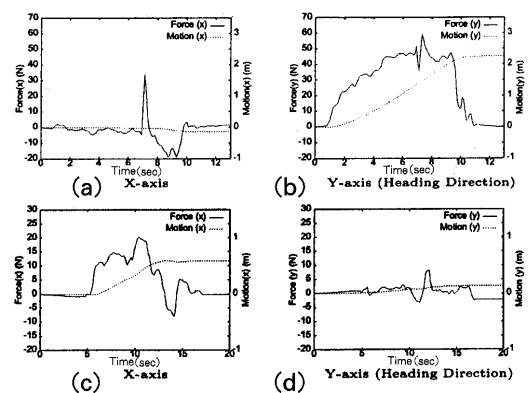 Force (x)
Motion (x)
70
60
50
40
30
20
10
0
-10
-20
3
2
1
0
-1
Force(x) (N)
Motion(x) (m)
0 2 4 6 8 10 12
Time(sec)
(a) X-axis
Force (y)
Motion (y)
70
60
50
40
30
20
10
0
-10
-20
3
2
1
0
-1
Force(y) (N)
Motion(y) (m)
0 2 4 6 8 10 12
Time(sec)
(b) Y-axis (Heading Direction)
Force (x)
Motion (x)
30
25
20
15
10
5
0
-5
-10
-15
-20
1
0
Force(x) (N)
Motion(x) (m)
0 5 10 15 20
Time(sec)
(c) X-axis
Force (y)
Motion (y)
30
25
20
15
10
5
0
-5
-10
-15
-20
1
0
Force (y) (N)
Motion (y) (m)
0 5 10 15 20
Time(sec)
(d) Y-axis (Heading Direction)